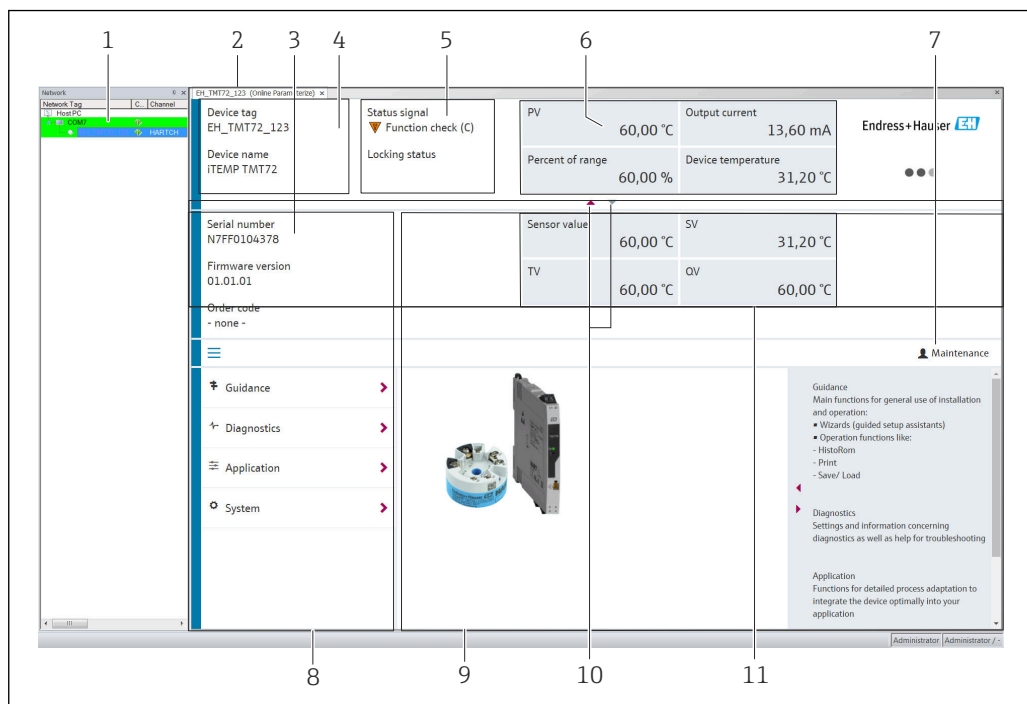 1 2 3 4 5 6 7
Network
Network Tag C... Channel
Host PC
COM7
HARTCH
EH_TMT72_123 (Online Parameterize)
Device tag
EH_TMT72_123
Device name
iTEMP TMT72
Status signal
Function check (C)
Locking status
PV
60,00 °C
Output current
13,60 mA
Percent of range
60,00 %
Device temperature
31,20 °C
Endress+Hauser EH
Serial number
N7FF0104378
Firmware version
01.01.01
Order code
- none -
Sensor value
60,00 °C
SV
31,20 °C
TV
60,00 °C
QV
60,00 °C
Maintenance
Guidance
Diagnostics
Application
System
Guidance
Main functions for general use of installation
and operation:
▪ Wizards (guided setup assistants)
▪ Operation functions like:
- HistoRom
- Print
- Save/ Load
Diagnostics
Settings and information concerning
diagnostics as well as help for troubleshooting
Application
Functions for detailed process adaptation to
integrate the device optimally into your
application
Administrator Administrator / -
8 9 10 11